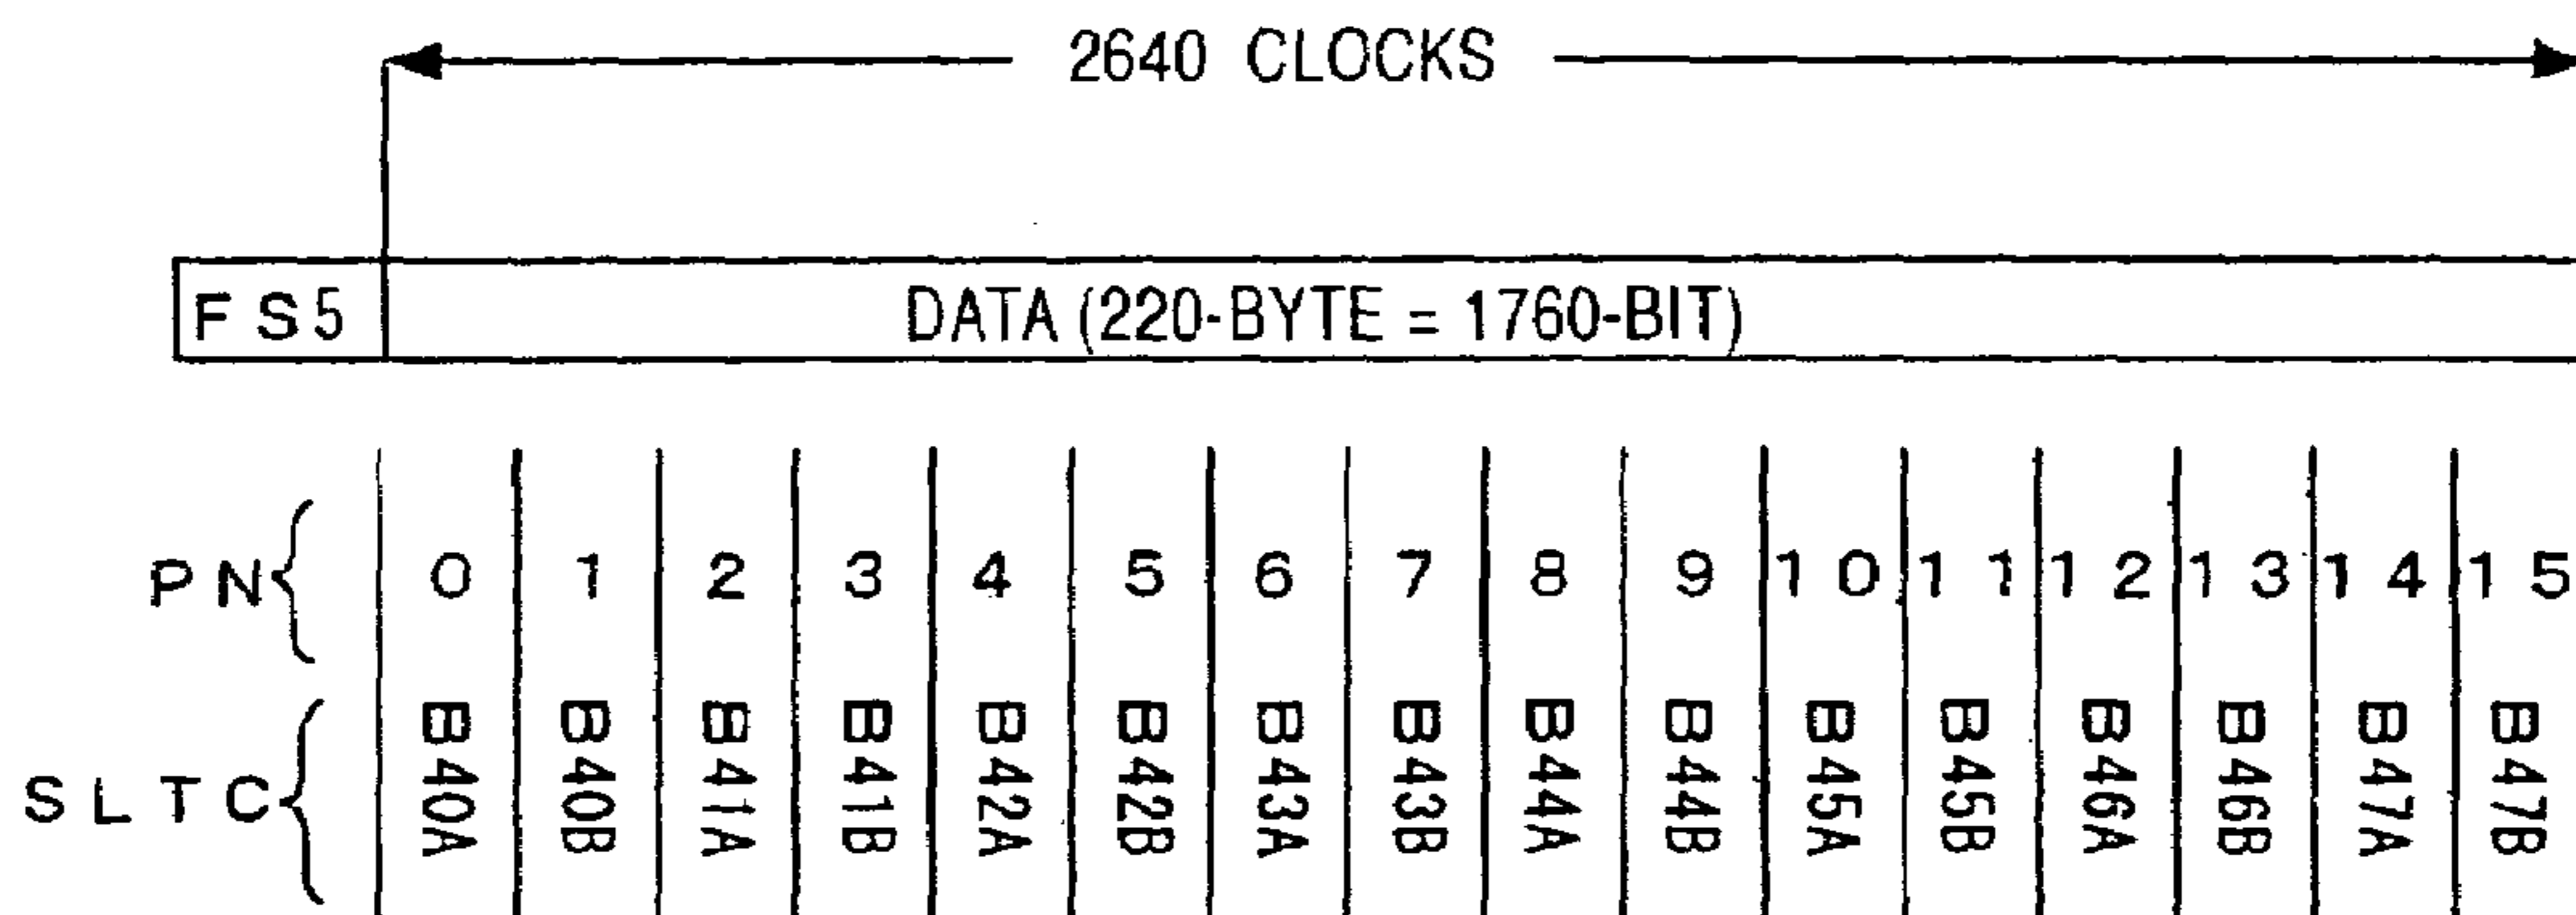 2640 CLOCKS
FS5 DATA (220-BYTE = 1760-BIT)
PN 0 1 2 3 4 5 6 7 8 9 10 11 12 13 14 15
SLTC B40A B40B B41A B41B B42A B42B B43A B43B B44A B44B B45A B45B B46A B46B B47A B47B